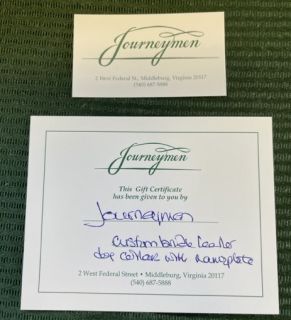 Journeymen
2 West Federal St., Middleburg, Virginia 20117
(540) 687-5888
Journeymen
This Gift Certificate
has been given to you by
Journeymen
custom bridle leather
dog collar with nameplate
2 West Federal Street • Middleburg, Virginia 20117
(540) 687-5888